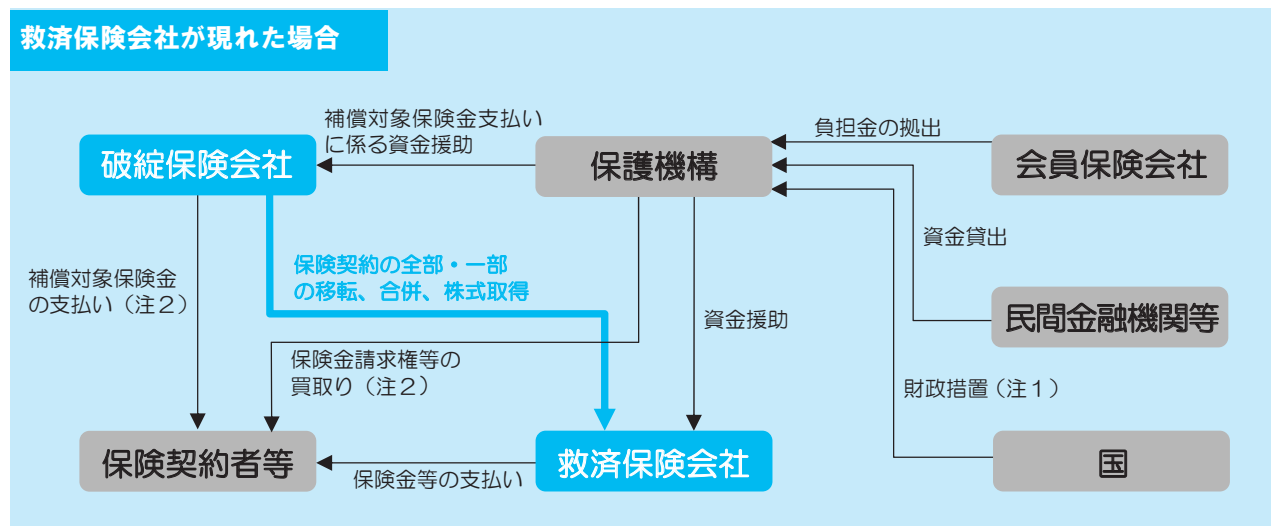 救済保険会社が現れた場合
補償対象保険金支払い
に係る資金援助
負担金の拠出
破綻保険会社
保護機構
会員保険会社
資金貸出
保険契約の全部・一部
の移転、合併、株式取得
補償対象保険金
の支払い（注２）
資金援助
民間金融機関等
保険金請求権等の
買取り（注２）
財政措置（注１）
保険契約者等
保険金等の支払い
救済保険会社
国